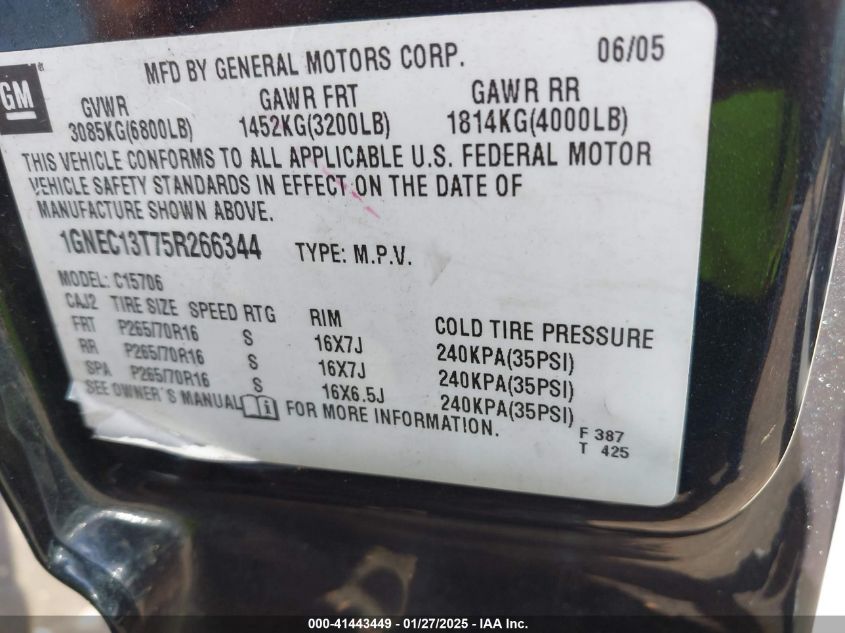 GM
MFD BY GENERAL MOTORS CORP. 06/05
GVWR GAWR FRT GAWR RR
3085KG(6800LB) 1452KG(3200LB) 1814KG(4000LB)
THIS VEHICLE CONFORMS TO ALL APPLICABLE U.S. FEDERAL MOTOR
VEHICLE SAFETY STANDARDS IN EFFECT ON THE DATE OF
MANUFACTURE SHOWN ABOVE.
1GNEC13T75R266344 TYPE: M.P.V.
MODEL: C15706
CAJ2 TIRE SIZE SPEED RTG RIM COLD TIRE PRESSURE
FRT P265/70R16 S 16X7J 240KPA(35PSI)
RR P265/70R16 S 16X7J 240KPA(35PSI)
SPA P265/70R16 S 16X6.5J 240KPA(35PSI)
SEE OWNER'S MANUAL FOR MORE INFORMATION.
F 387
T 425
000-41443449 - 01/27/2025 - IAA Inc.